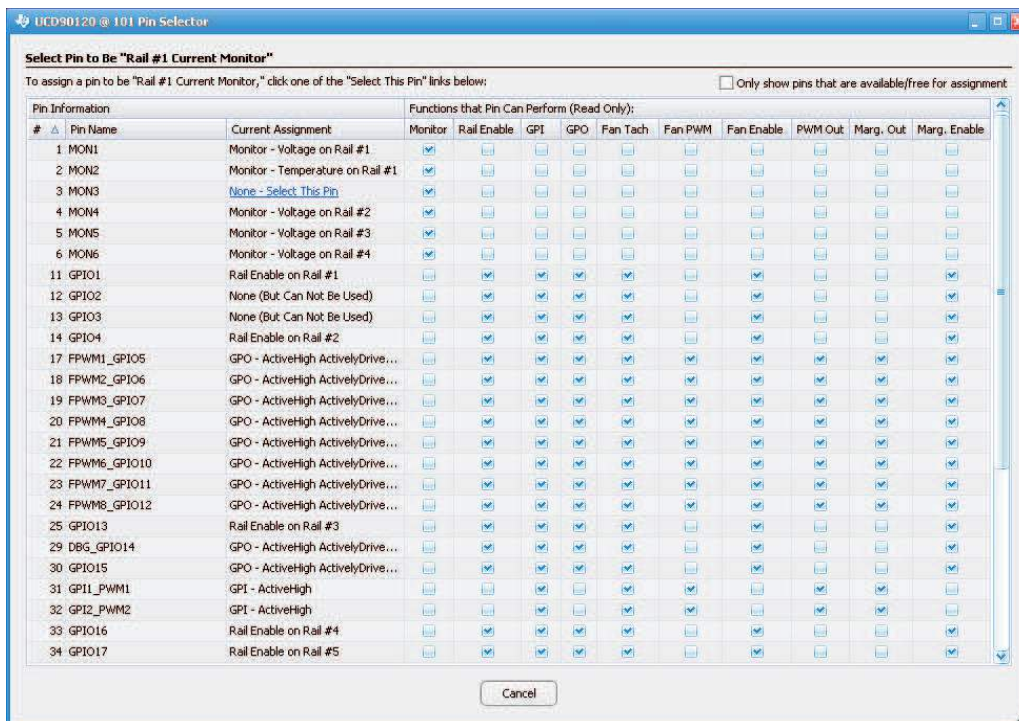 UCD90120 @ 101 Pin Selector
Select Pin to Be "Rail #1 Current Monitor"
To assign a pin to be "Rail #1 Current Monitor," click one of the "Select This Pin" links below:
Only show pins that are available/free for assignment
Pin Information Functions that Pin Can Perform (Read Only):
# Pin Name Current Assignment Monitor Rail Enable GPI GPO Fan Tach Fan PWM Fan Enable PWM Out Marg. Out Marg. Enable
1 MON1 Monitor - Voltage on Rail #1
2 MON2 Monitor - Temperature on Rail #1
3 MON3 None - Select This Pin
4 MON4 Monitor - Voltage on Rail #2
5 MON5 Monitor - Voltage on Rail #3
6 MON6 Monitor - Voltage on Rail #4
11 GPIO1 Rail Enable on Rail #1
12 GPIO2 None (But Can Not Be Used)
13 GPIO3 None (But Can Not Be Used)
14 GPIO4 Rail Enable on Rail #2
17 FPWM1_GPIO5 GPO - ActiveHigh ActivelyDrive...
18 FPWM2_GPIO6 GPO - ActiveHigh ActivelyDrive...
19 FPWM3_GPIO7 GPO - ActiveHigh ActivelyDrive...
20 FPWM4_GPIO8 GPO - ActiveHigh ActivelyDrive...
21 FPWM5_GPIO9 GPO - ActiveHigh ActivelyDrive...
22 FPWM6_GPIO10 GPO - ActiveHigh ActivelyDrive...
23 FPWM7_GPIO11 GPO - ActiveHigh ActivelyDrive...
24 FPWM8_GPIO12 GPO - ActiveHigh ActivelyDrive...
25 GPIO13 Rail Enable on Rail #3
29 DBG_GPIO14 GPO - ActiveHigh ActivelyDrive...
30 GPIO15 GPO - ActiveHigh ActivelyDrive...
31 GPI1_PWM1 GPI - ActiveHigh
32 GPI2_PWM2 GPI - ActiveHigh
33 GPIO16 Rail Enable on Rail #4
34 GPIO17 Rail Enable on Rail #5
Cancel